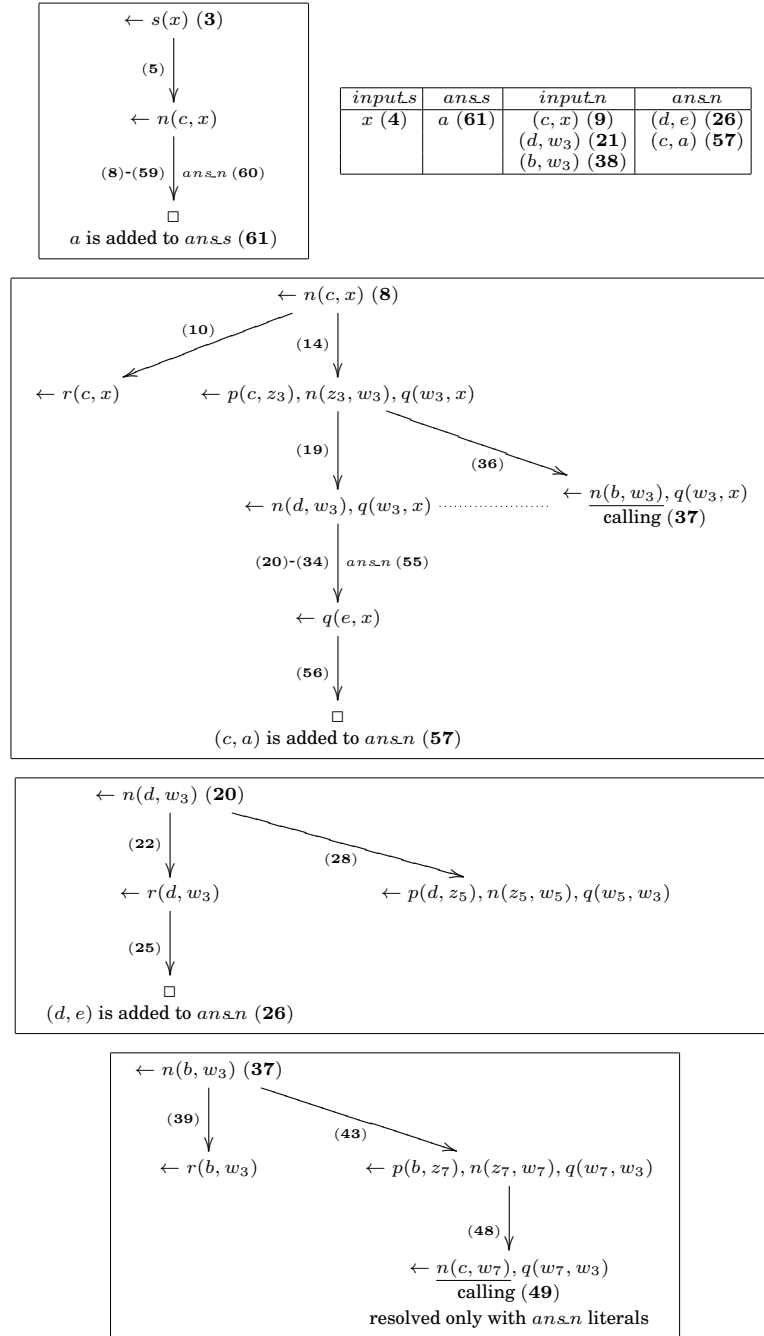 ← s(x) (3)
(5)
← n(c, x)
(8)-(59) ans_n (60)
□
a is added to ans_s (61)
input_s ans_s input_n ans_n
x (4) a (61) (c, x) (9) (d, e) (26)
(d, w₃) (21) (c, a) (57)
(b, w₃) (38)
← n(c, x) (8)
(10) (14)
← r(c, x) ← p(c, z₃), n(z₃, w₃), q(w₃, x)
(19) (36)
← n(d, w₃), q(w₃, x) ← n(b, w₃), q(w₃, x)
calling (37)
(20)-(34) ans_n (55)
← q(e, x)
(56)
□
(c, a) is added to ans_n (57)
← n(d, w₃) (20)
(22) (28)
← r(d, w₃) ← p(d, z₅), n(z₅, w₅), q(w₅, w₃)
(25)
□
(d, e) is added to ans_n (26)
← n(b, w₃) (37)
(39) (43)
← r(b, w₃) ← p(b, z₇), n(z₇, w₇), q(w₇, w₃)
(48)
← n(c, w₇), q(w₇, w₃)
calling (49)
resolved only with ans_n literals